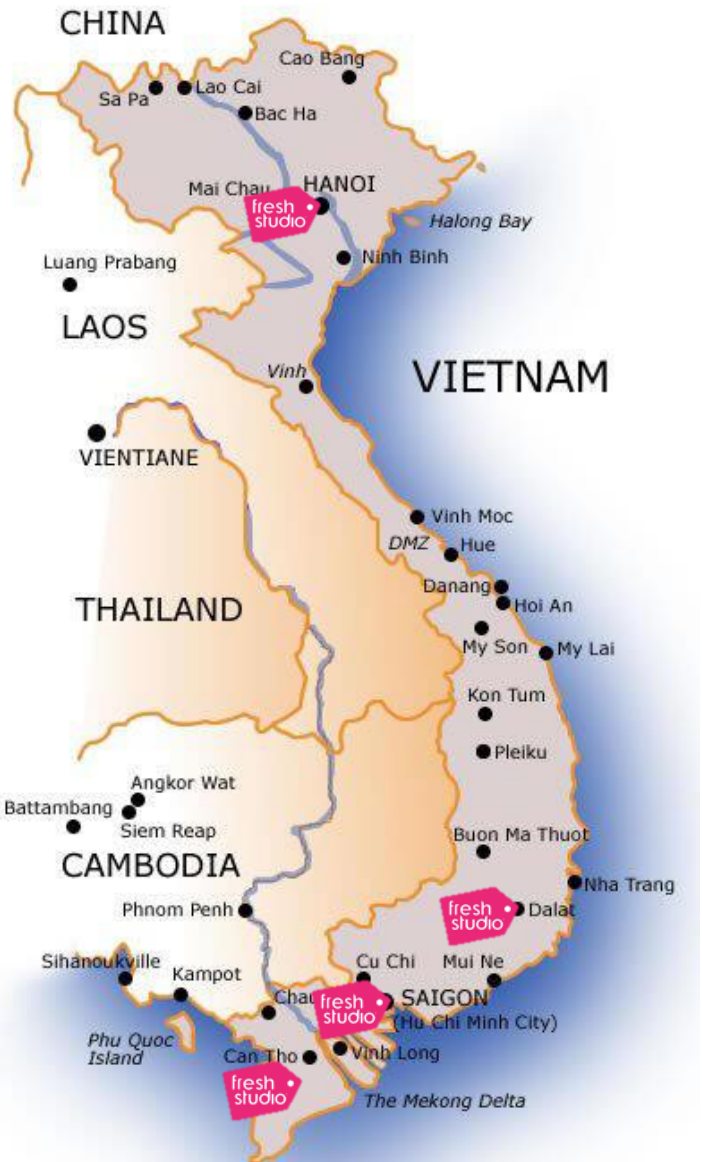 CHINA
Cao Bang
Sa Pa
Lao Cai
Bac Ha
Mai Chau
HANOI
fresh
studio
Halong Bay
Luang Prabang
Ninh Binh
LAOS
Vinh
VIETNAM
VIENTIANE
Vinh Moc
DMZ
Hue
Danang
Hoi An
THAILAND
My Son
My Lai
Kon Tum
Pleiku
Angkor Wat
Battambang
Siem Reap
Buon Ma Thuot
CAMBODIA
Nha Trang
Phnom Penh
fresh
studio
Dalat
Sihanoukville
Kampot
Cu Chi
Mui Ne
Chau
fresh
studio
SAIGON
(Hu Chi Minh City)
Phu Quoc
Island
Can Tho
Vinh Long
fresh
studio
The Mekong Delta